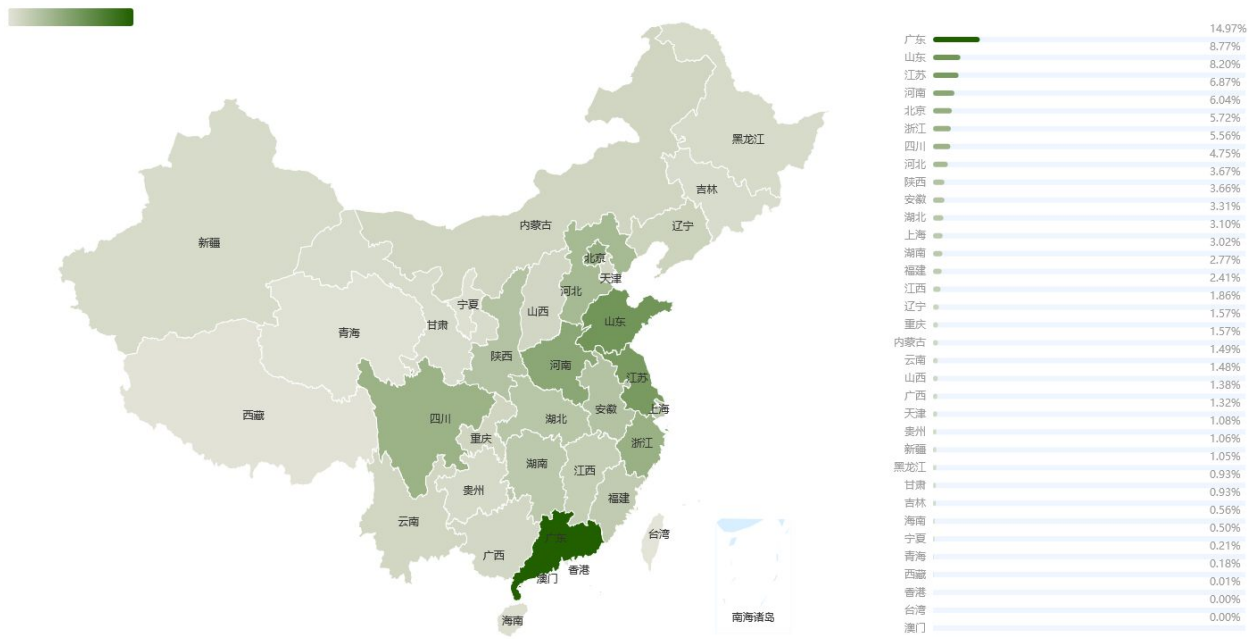 黑龙江
吉林
辽宁
内蒙古
新疆
北京
天津
河北
宁夏
山西
山东
甘肃
青海
陕西
河南
江苏
西藏
四川
安徽
上海
湖北
重庆
浙江
湖南
江西
贵州
福建
云南
广东
台湾
广西
香港
澳门
南海诸岛
海南
14.97%
广东
8.77%
山东
8.20%
江苏
6.87%
河南
6.04%
北京
5.72%
浙江
5.56%
四川
4.75%
河北
3.67%
陕西
3.66%
安徽
3.31%
湖北
3.10%
上海
3.02%
湖南
2.77%
福建
2.41%
江西
1.86%
辽宁
1.57%
重庆
1.57%
内蒙古
1.49%
云南
1.48%
山西
1.38%
广西
1.32%
天津
1.08%
贵州
1.06%
新疆
1.05%
黑龙江
0.93%
甘肃
0.93%
吉林
0.56%
海南
0.50%
宁夏
0.21%
青海
0.18%
西藏
0.01%
香港
0.00%
台湾
0.00%
澳门